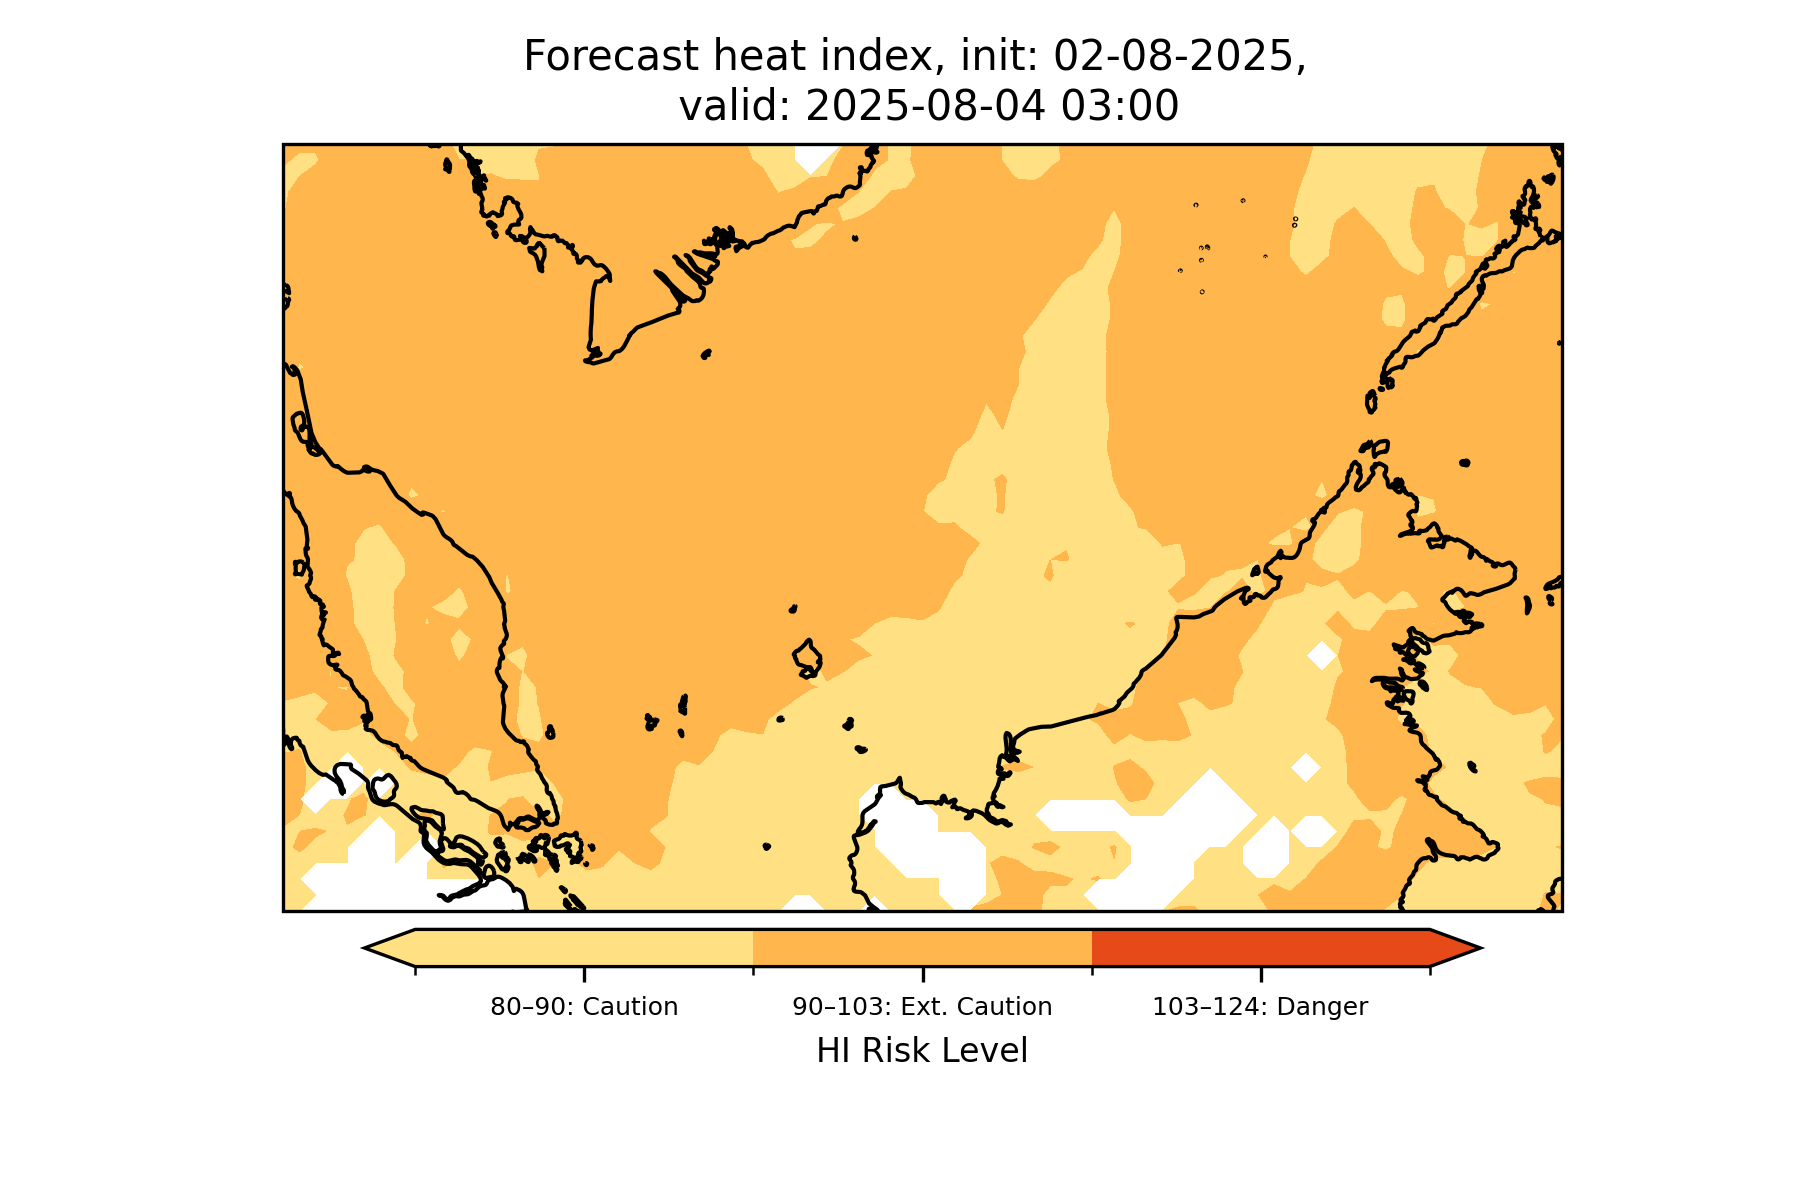 Forecast heat index, init: 02-08-2025,
valid: 2025-08-04 03:00
80–90: Caution
90–103: Ext. Caution
103–124: Danger
HI Risk Level